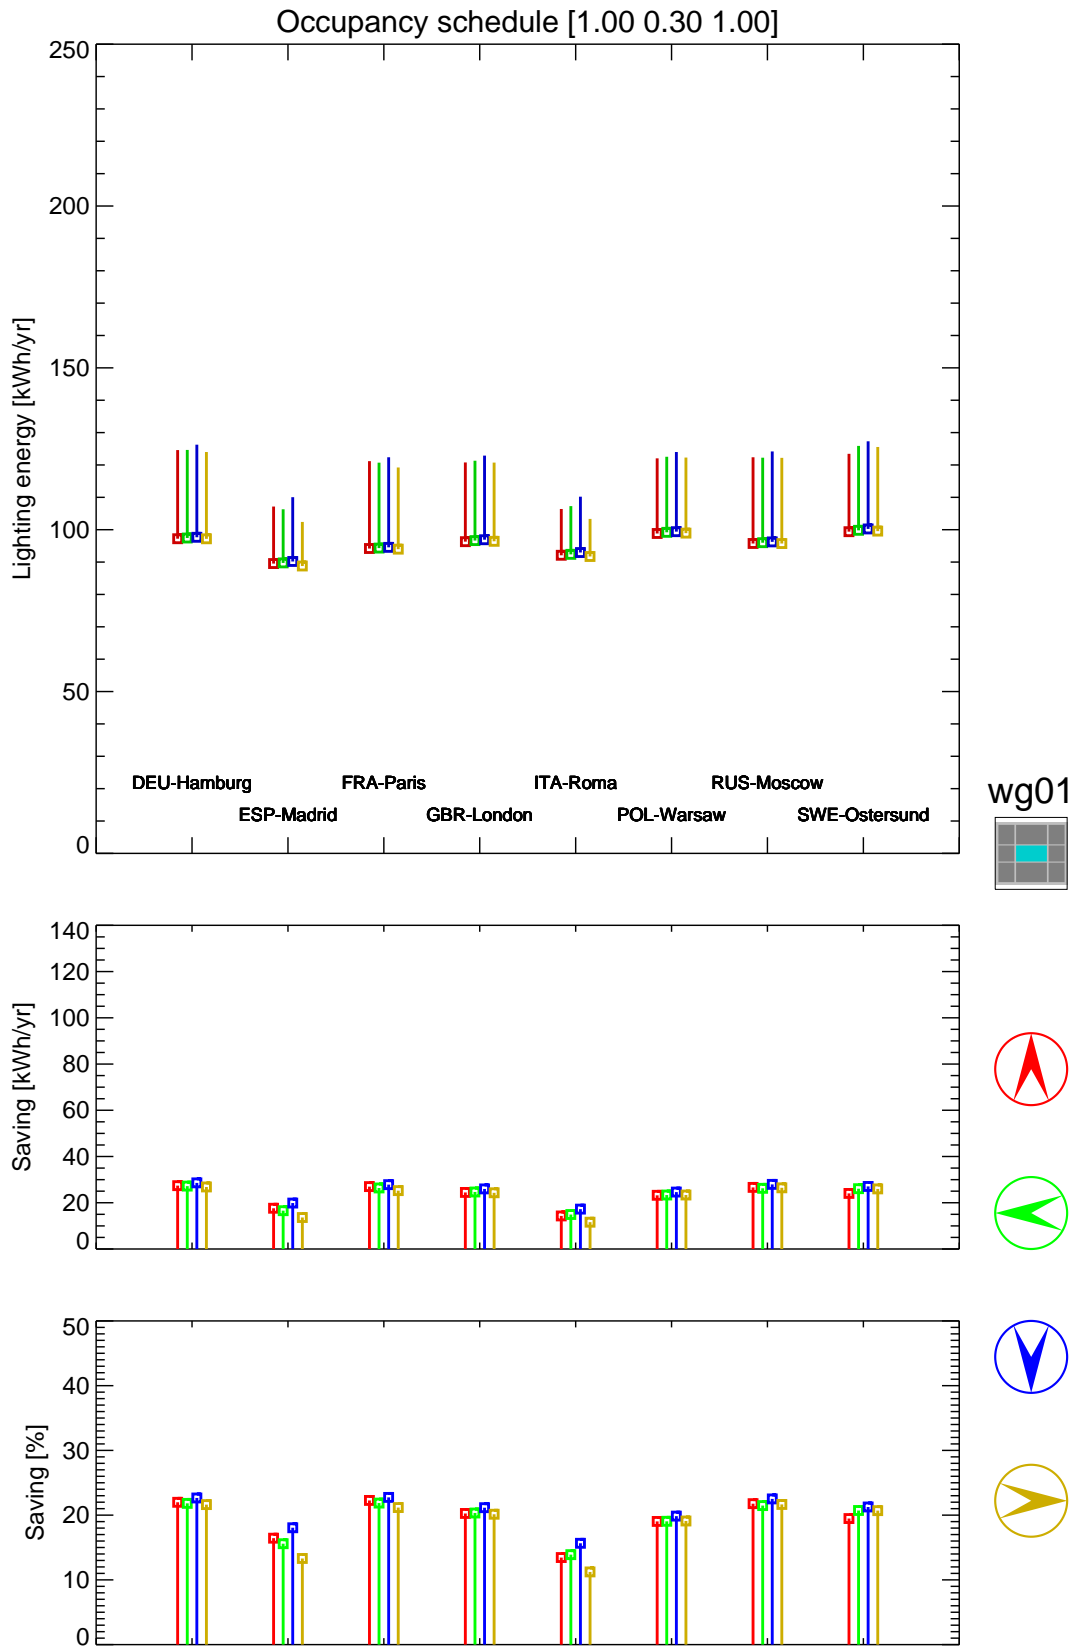 Occupancy schedule [1.00 0.30 1.00]
250
200
150
100
50
0
Lighting energy [kWh/yr]
DEU-Hamburg FRA-Paris ITA-Roma RUS-Moscow
ESP-Madrid GBR-London POL-Warsaw SWE-Ostersund
wg01
140
120
100
80
60
40
20
0
Saving [kWh/yr]
50
40
30
20
10
0
Saving [%]